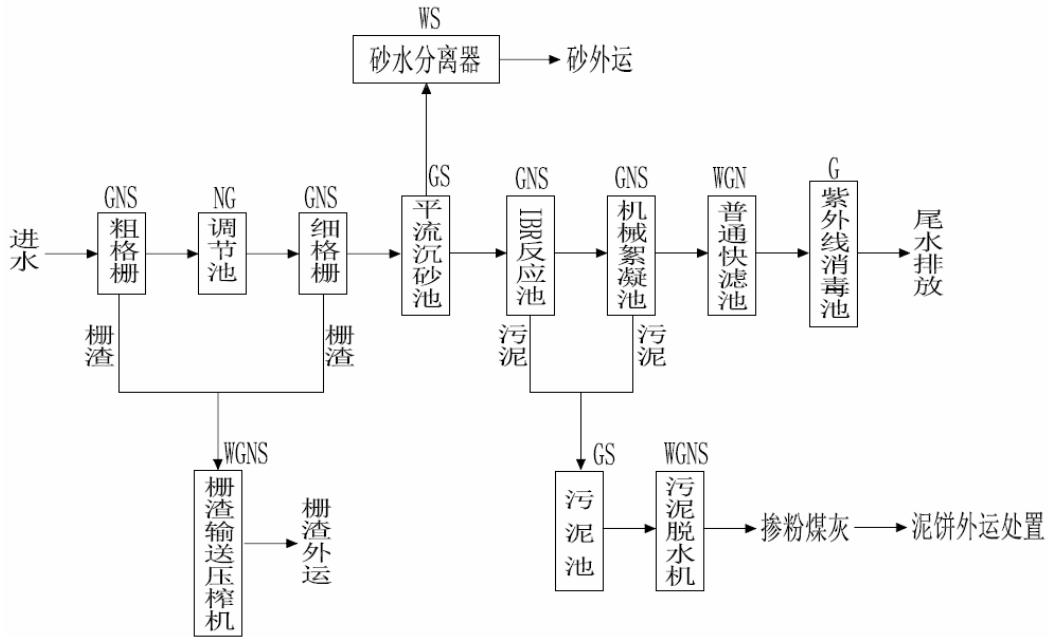 WS
砂水分离器
砂外运
进水
GNS
粗格栅
NG
调节池
GNS
细格栅
GS
平流沉砂池
GNS
IBR反应池
GNS
机械絮凝池
WGN
普通快滤池
G
紫外线消毒池
尾水排放
栅渣
栅渣
污泥
污泥
WGNS
栅渣输送压榨机
栅渣外运
GS
污泥池
WGNS
污泥脱水机
掺粉煤灰
泥饼外运处置